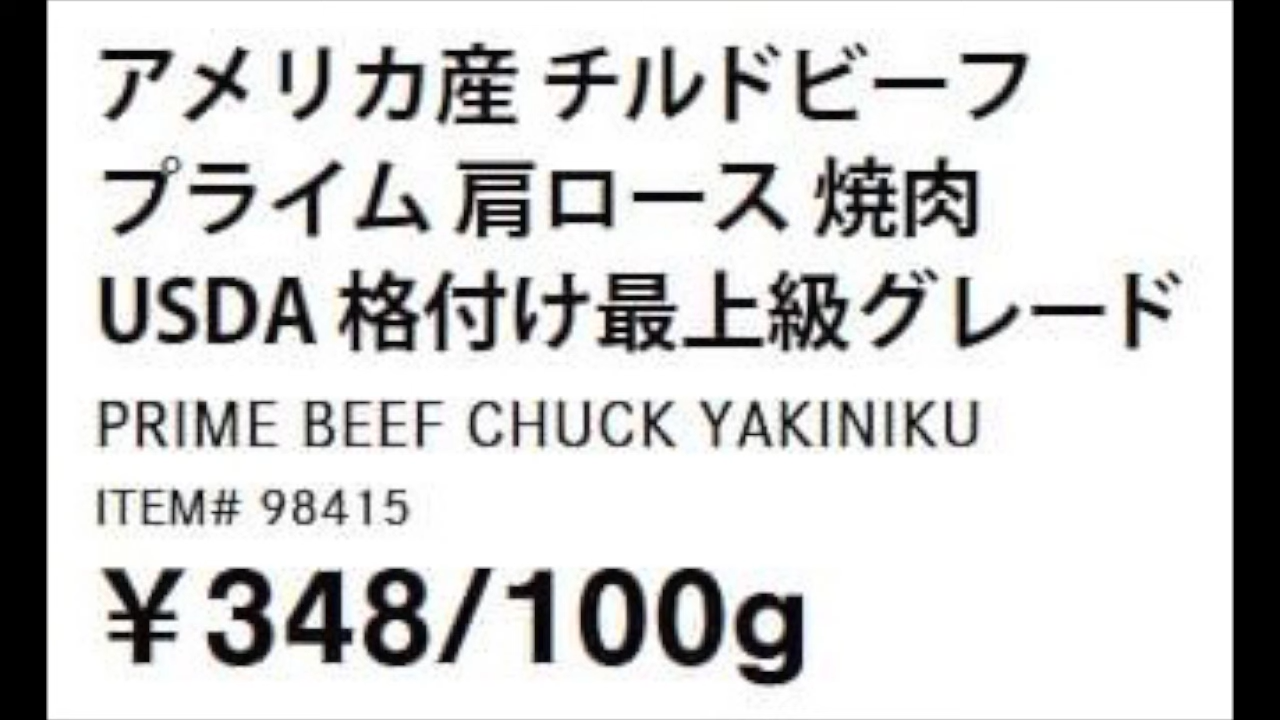 アメリカ産 チルドビーフ
プライム 肩ロース 焼肉
USDA 格付け最上級グレード
PRIME BEEF CHUCK YAKINIKU
ITEM# 98415
¥348/100g